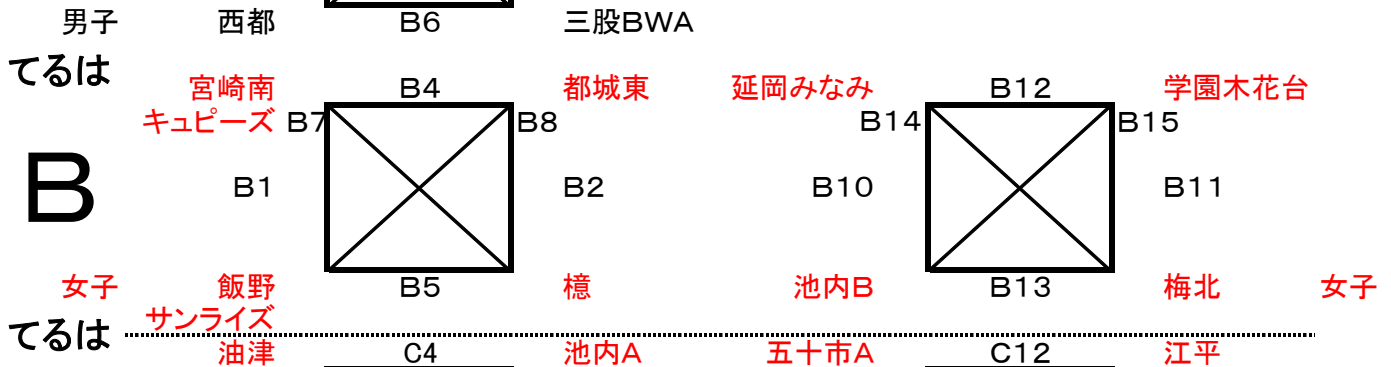 男子 西都 B6 三股BWA
てるは
宮崎南 B4 都城東 延岡みなみ B12 学園木花台
キュピーズ B7 B8 B14 B15
B B1 B2 B10 B11
女子 飯野 B5 檍 池内B B13 梅北 女子
サンライズ
てるは
油津 C4 池内A 五十市A C12 江平